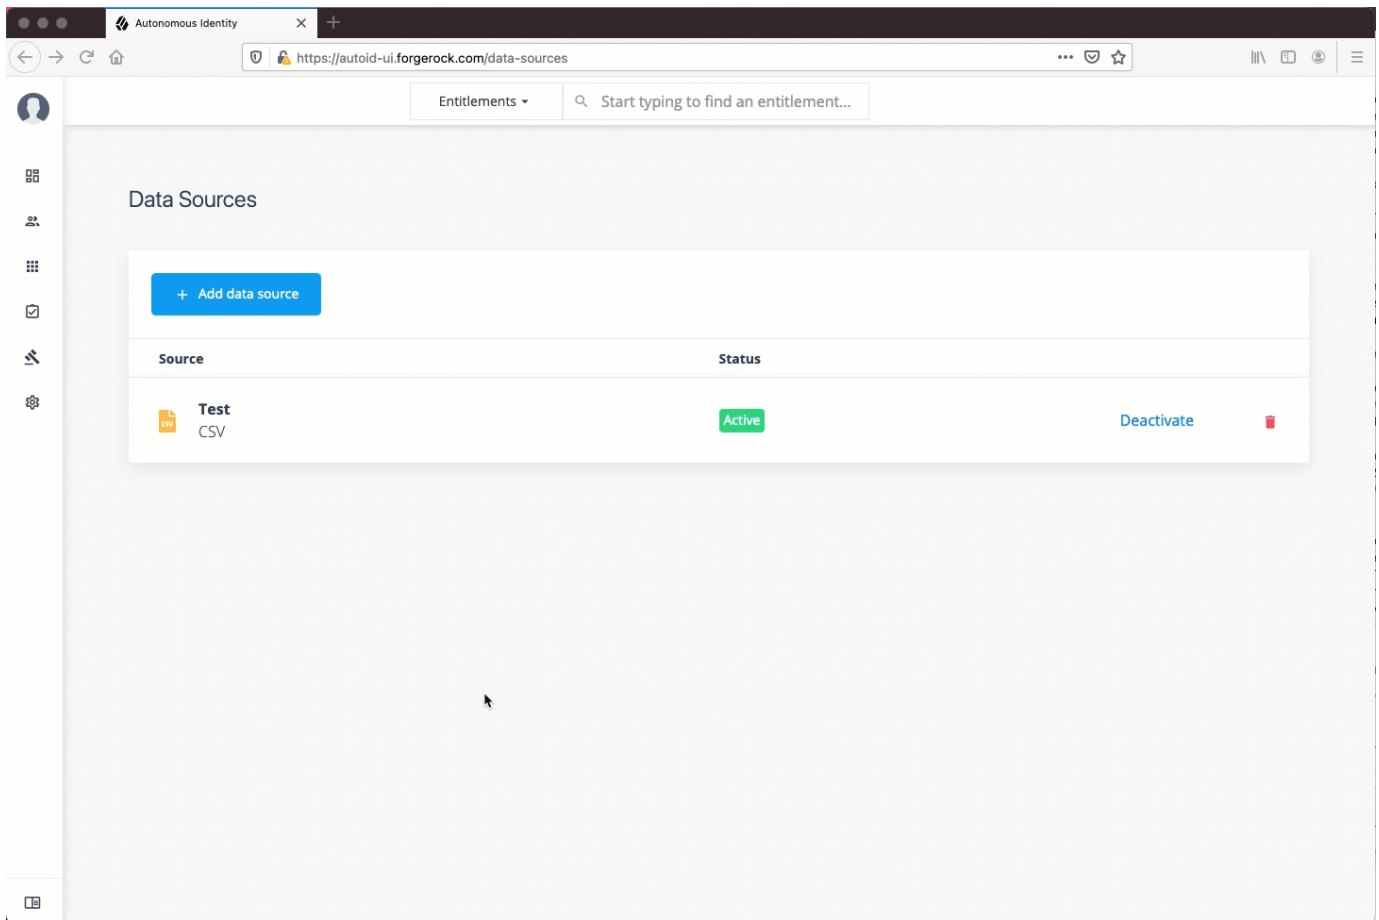 Autonomous Identity
https://autoid-ui.forgerock.com/data-sources
Entitlements
Start typing to find an entitlement...
Data Sources
+ Add data source
Source Status
Test
CSV
CSV
Active
Deactivate